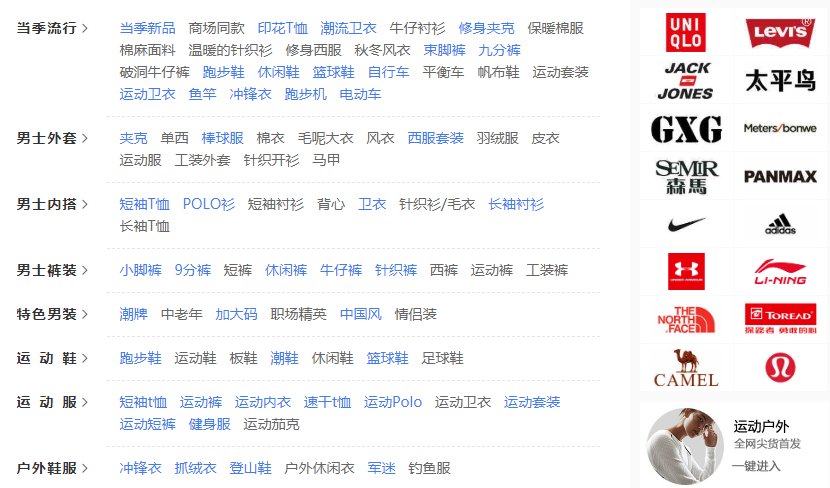 当季流行 > 当季新品 商场同款 印花T恤 潮流卫衣 牛仔衬衫 修身夹克 保暖棉服
棉麻面料 温暖的针织衫 修身西服 秋冬风衣 束脚裤 九分裤
破洞牛仔裤 跑步鞋 休闲鞋 篮球鞋 自行车 平衡车 帆布鞋 运动套装
运动卫衣 鱼竿 冲锋衣 跑步机 电动车
男士外套 > 夹克 单西 棒球服 棉衣 毛呢大衣 风衣 西服套装 羽绒服 皮衣
运动服 工装外套 针织开衫 马甲
男士内搭 > 短袖T恤 POLO衫 短袖衬衫 背心 卫衣 针织衫/毛衣 长袖衬衫
长袖T恤
男士裤装 > 小脚裤 9分裤 短裤 休闲裤 牛仔裤 针织裤 西裤 运动裤 工装裤
特色男装 > 潮牌 中老年 加大码 职场精英 中国风 情侣装
运 动 鞋 > 跑步鞋 运动鞋 板鞋 潮鞋 休闲鞋 篮球鞋 足球鞋
运 动 服 > 短袖t恤 运动裤 运动内衣 速干t恤 运动Polo 运动卫衣 运动套装
运动短裤 健身服 运动茄克
户外鞋服 > 冲锋衣 抓绒衣 登山鞋 户外休闲衣 军迷 钓鱼服
UNI
QLO
LEVI'S
JACK
JONES
太平鸟
GXG
Meters/bonwe
SEMIR
森馬
PANMAX
adidas
UNDER ARMOUR
LI-NING
THE
NORTH
FACE
TOREAD
探路者 勇敢的心
CAMEL
运动户外
全网尖货首发
一键进入